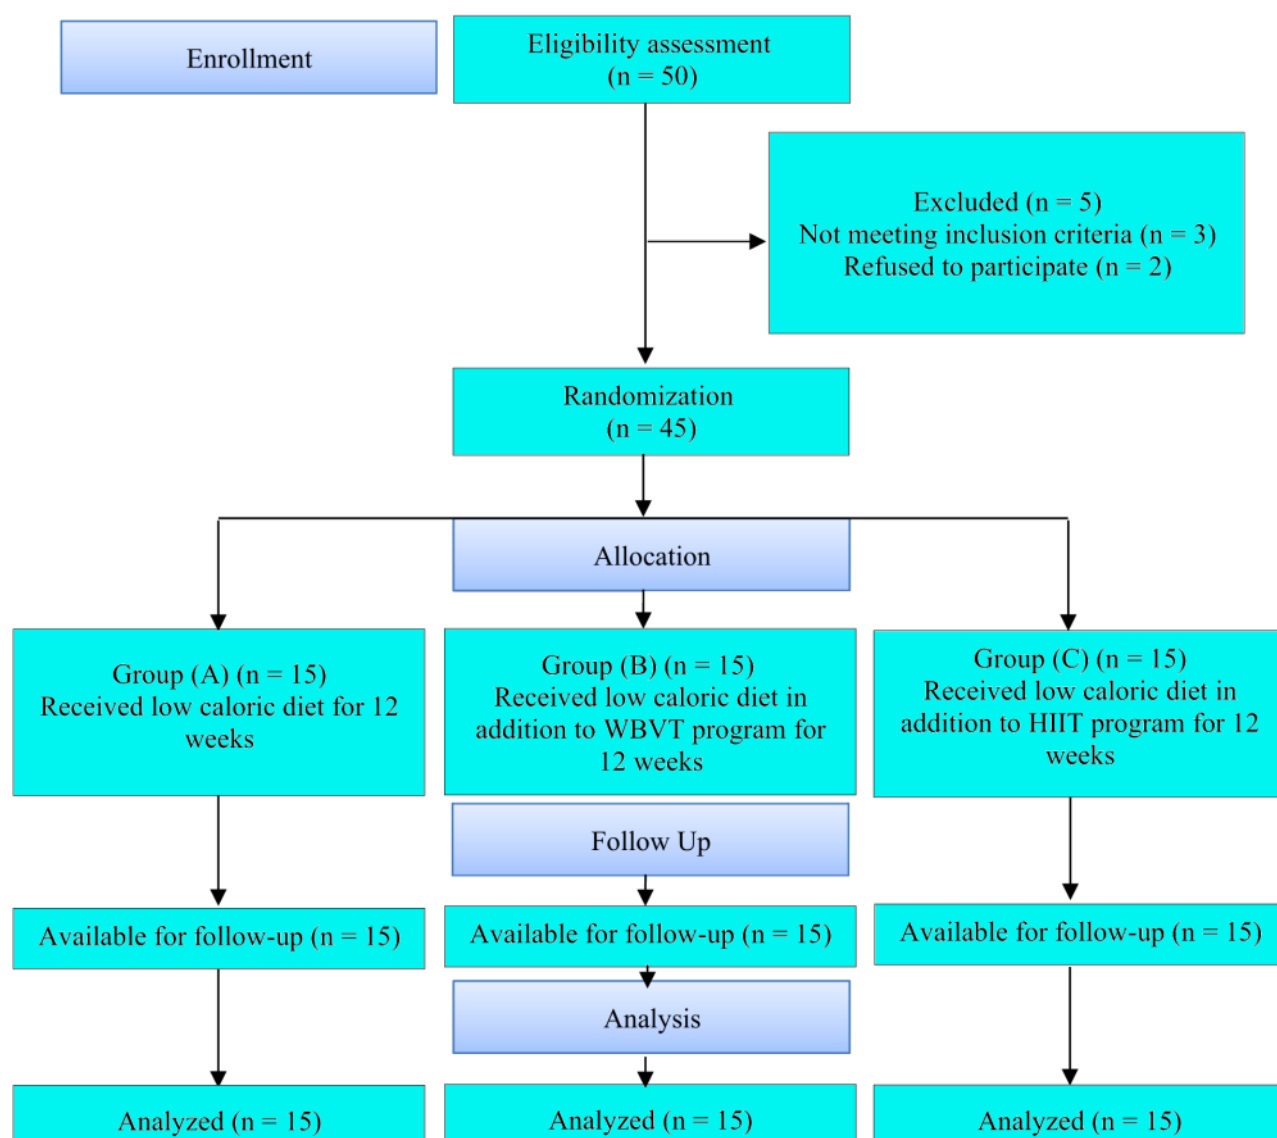 Enrollment
Eligibility assessment
(n = 50)
Excluded (n = 5)
Not meeting inclusion criteria (n = 3)
Refused to participate (n = 2)
Randomization
(n = 45)
Allocation
Group (A) (n = 15)
Received low caloric diet for 12
weeks
Group (B) (n = 15)
Received low caloric diet in
addition to WBVT program for
12 weeks
Group (C) (n = 15)
Received low caloric diet in
addition to HIIT program for 12
weeks
Follow Up
Available for follow-up (n = 15)
Available for follow-up (n = 15)
Available for follow-up (n = 15)
Analysis
Analyzed (n = 15)
Analyzed (n = 15)
Analyzed (n = 15)